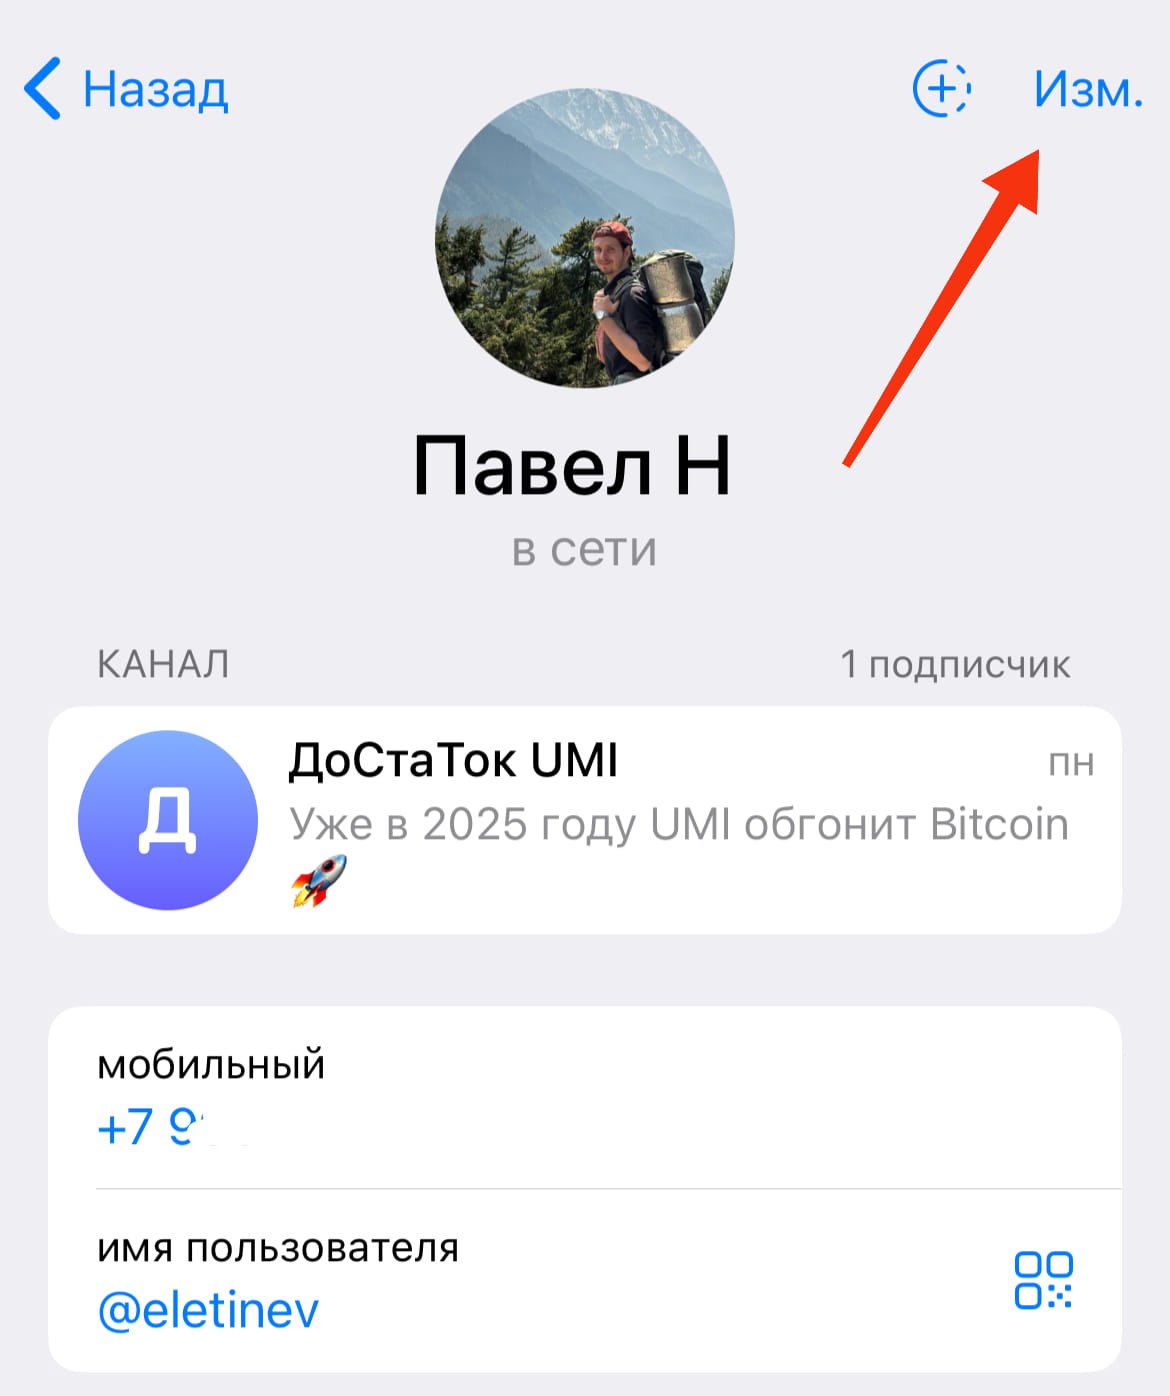 Назад
Изм.
Павел Н
в сети
КАНАЛ
1 подписчик
Д
ДоСтаТок UMI
пн
Уже в 2025 году UMI обгонит Bitcoin
🚀
мобильный
+7 9
имя пользователя
@eletinev